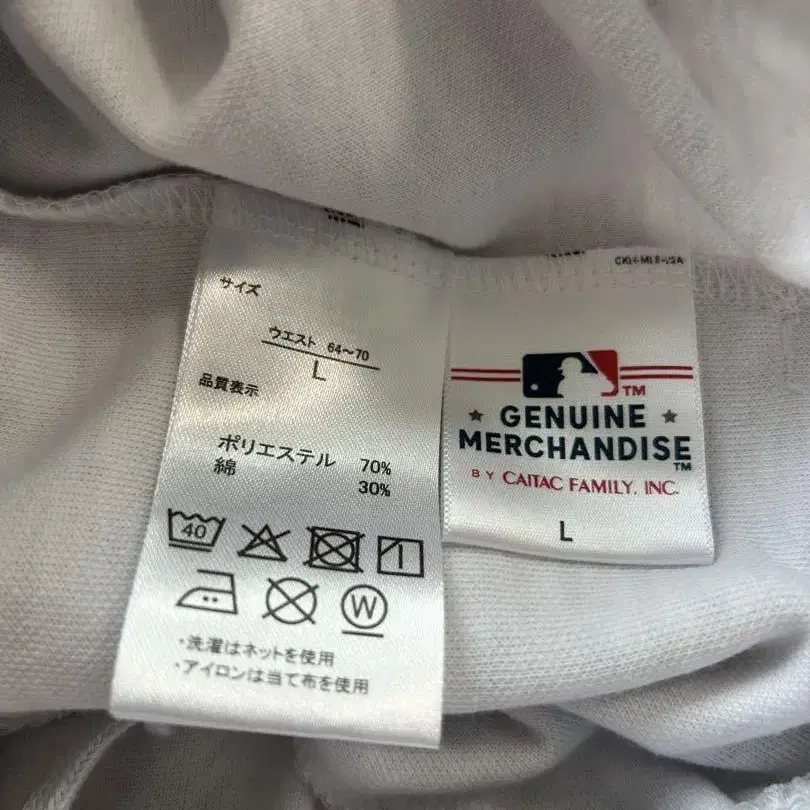 サイズ
ウエスト 64～70
L
品質表示
ポリエステル 70%
綿 30%
40
W
・洗濯はネットを使用
・アイロンは当て布を使用
TM
GENUINE
MERCHANDISE
TM
BY CAITAC FAMILY, INC.
L